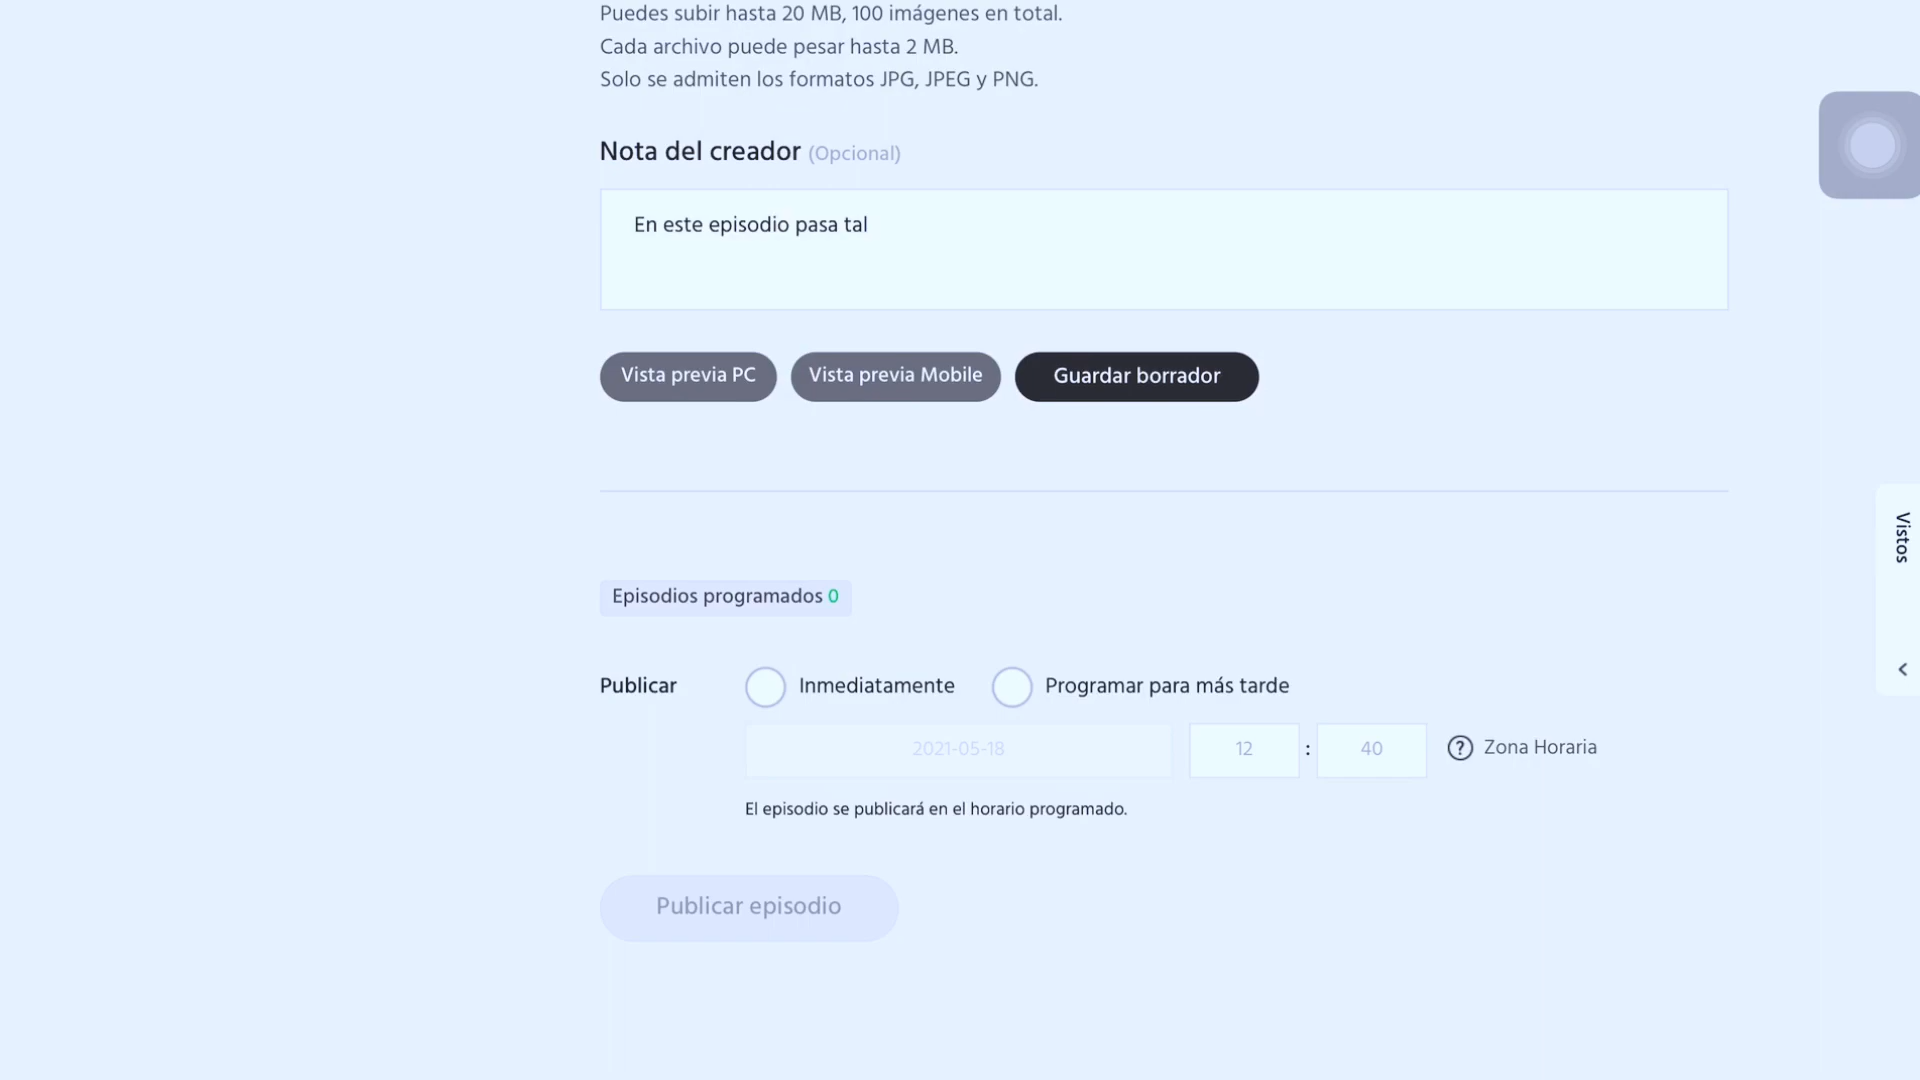 Puedes subir hasta 20 MB, 100 imágenes en total.
Cada archivo puede pesar hasta 2 MB.
Solo se admiten los formatos JPG, JPEG y PNG.
Nota del creador (Opcional)
En este episodio pasa tal
Vista previa PC Vista previa Mobile Guardar borrador
Vistos
Episodios programados 0
Publicar Inmediatamente Programar para más tarde
2021-05-18 12 : 40 ? Zona Horaria
El episodio se publicará en el horario programado.
Publicar episodio